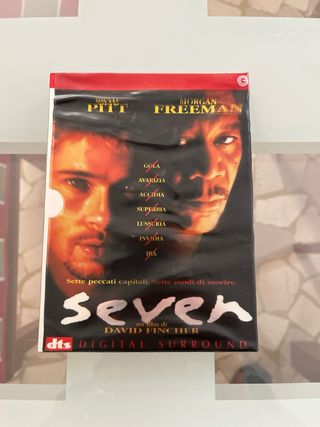 BRAD PITT
MORGAN FREEMAN
GOLA
AVARIZIA
ACCIDIA
SUPERBIA
LUSSURIA
INVIDIA
IRA
Sette peccati capitali. Sette modi di morire.
seven
un film di
DAVID FINCHER
dts DIGITAL SURROUND